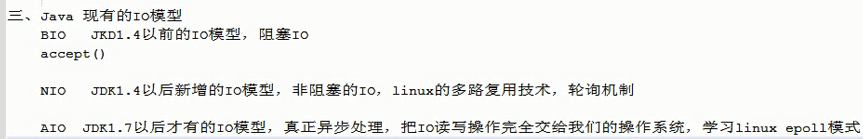 三、Java 现有的IO模型
BIO JKD1.4以前的IO模型，阻塞IO
accept()
NIO JDK1.4以后新增的IO模型，非阻塞的IO，linux的多路复用技术，轮询机制
AIO JDK1.7以后才有的IO模型，真正异步处理，把IO读写操作完全交给我们的操作系统，学习linux epoll模式